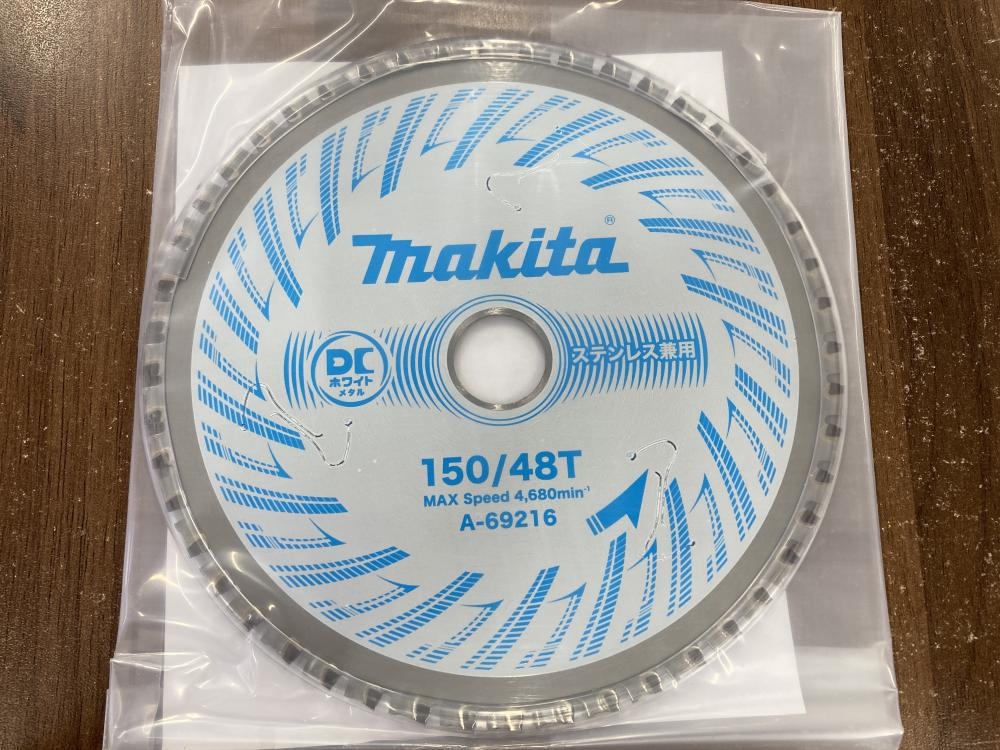 makita®
DC
ホワイト
メタル
ステンレス兼用
150/48T
MAX Speed 4,680min⁻¹
A-69216